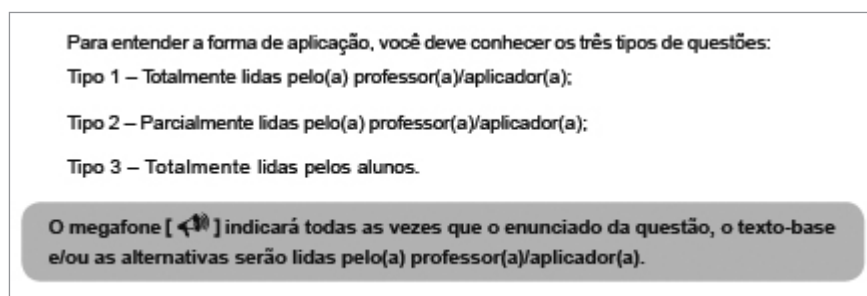 Para entender a forma de aplicação, você deve conhecer os três tipos de questões:
Tipo 1 – Totalmente lidas pelo(a) professor(a)/aplicador(a);
Tipo 2 – Parcialmente lidas pelo(a) professor(a)/aplicador(a);
Tipo 3 – Totalmente lidas pelos alunos.
O megafone [ ] indicará todas as vezes que o enunciado da questão, o texto-base
e/ou as alternativas serão lidas pelo(a) professor(a)/aplicador(a).